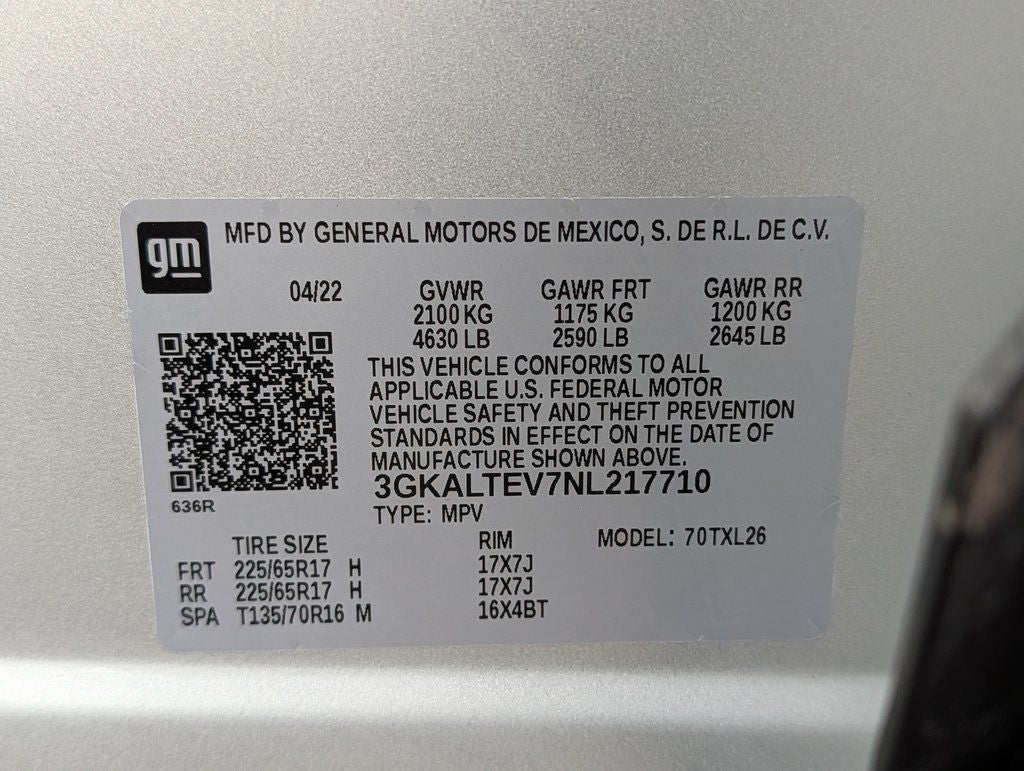 gm
MFD BY GENERAL MOTORS DE MEXICO, S. DE R.L. DE C.V.
04/22 GVWR GAWR FRT GAWR RR
2100 KG 1175 KG 1200 KG
4630 LB 2590 LB 2645 LB
THIS VEHICLE CONFORMS TO ALL
APPLICABLE U.S. FEDERAL MOTOR
VEHICLE SAFETY AND THEFT PREVENTION
STANDARDS IN EFFECT ON THE DATE OF
MANUFACTURE SHOWN ABOVE.
3GKALTEV7NL217710
636R
TYPE: MPV
TIRE SIZE RIM MODEL: 70TXL26
FRT 225/65R17 H 17X7J
RR 225/65R17 H 17X7J
SPA T135/70R16 M 16X4BT